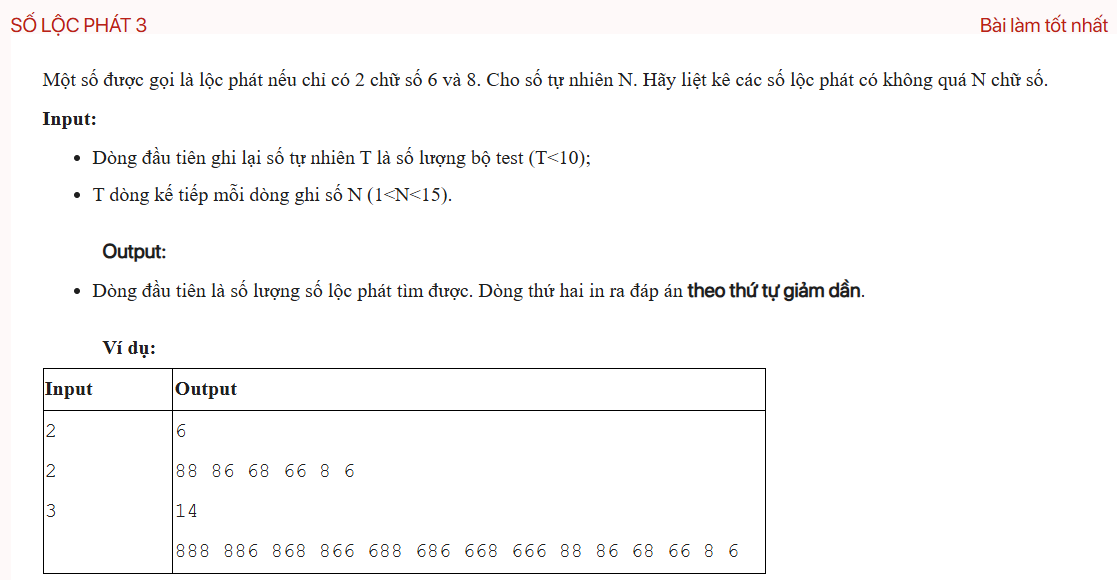 SỐ LỘC PHÁT 3
Bài làm tốt nhất
Một số được gọi là lộc phát nếu chỉ có 2 chữ số 6 và 8. Cho số tự nhiên N. Hãy liệt kê các số lộc phát có không quá N chữ số.
Input:
Dòng đầu tiên ghi lại số tự nhiên T là số lượng bộ test (T<10);
T dòng kế tiếp mỗi dòng ghi số N (1<N<15).
Output:
Dòng đầu tiên là số lượng số lộc phát tìm được. Dòng thứ hai in ra đáp án theo thứ tự giảm dần.
Ví dụ:
Input Output
2 6
2 88 86 68 66 8 6
3 14
888 886 868 866 688 686 668 666 88 86 68 66 8 6